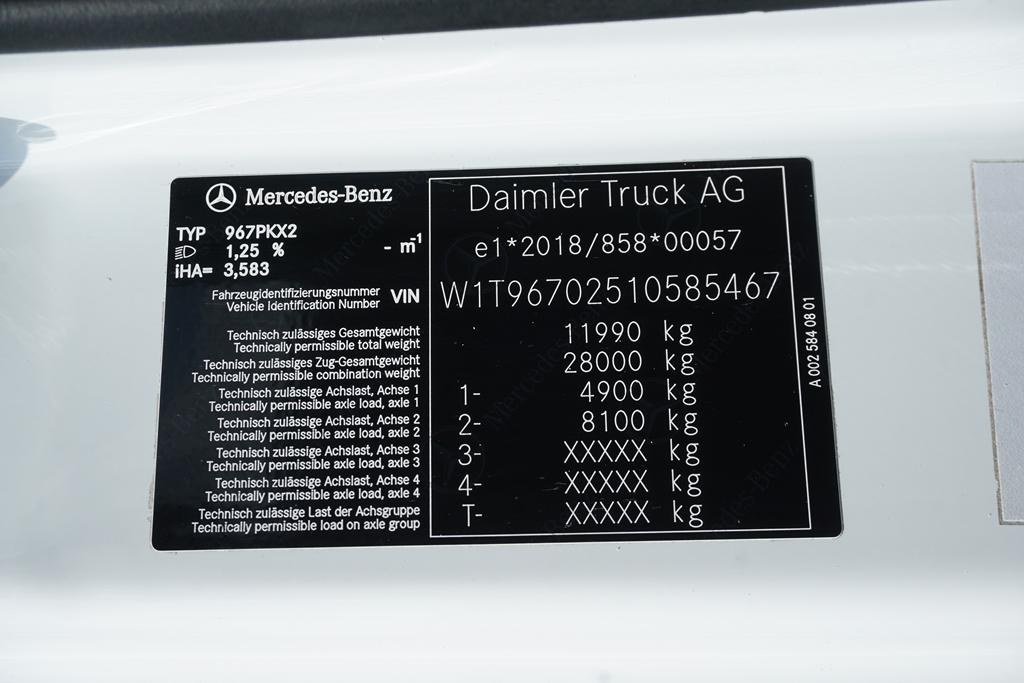 Mercedes-Benz
TYP 967PKX2
1,25 % - m⁻¹
iHA= 3,583
Fahrzeugidentifizierungsnummer
Vehicle Identification Number VIN
Technisch zulässiges Gesamtgewicht
Technically permissible total weight
Technisch zulässiges Zug-Gesamtgewicht
Technically permissible combination weight
Technisch zulässige Achslast, Achse 1
Technically permissible axle load, axle 1
Technisch zulässige Achslast, Achse 2
Technically permissible axle load, axle 2
Technisch zulässige Achslast, Achse 3
Technically permissible axle load, axle 3
Technisch zulässige Achslast, Achse 4
Technically permissible axle load, axle 4
Technisch zulässige Last der Achsgruppe
Technically permissible load on axle group
Daimler Truck AG
e1*2018/858*00057
W1T96702510585467
11990 kg
28000 kg
1- 4900 kg
2- 8100 kg
3- XXXXX kg
4- XXXXX kg
T- XXXXX kg
A 002 584 08 01